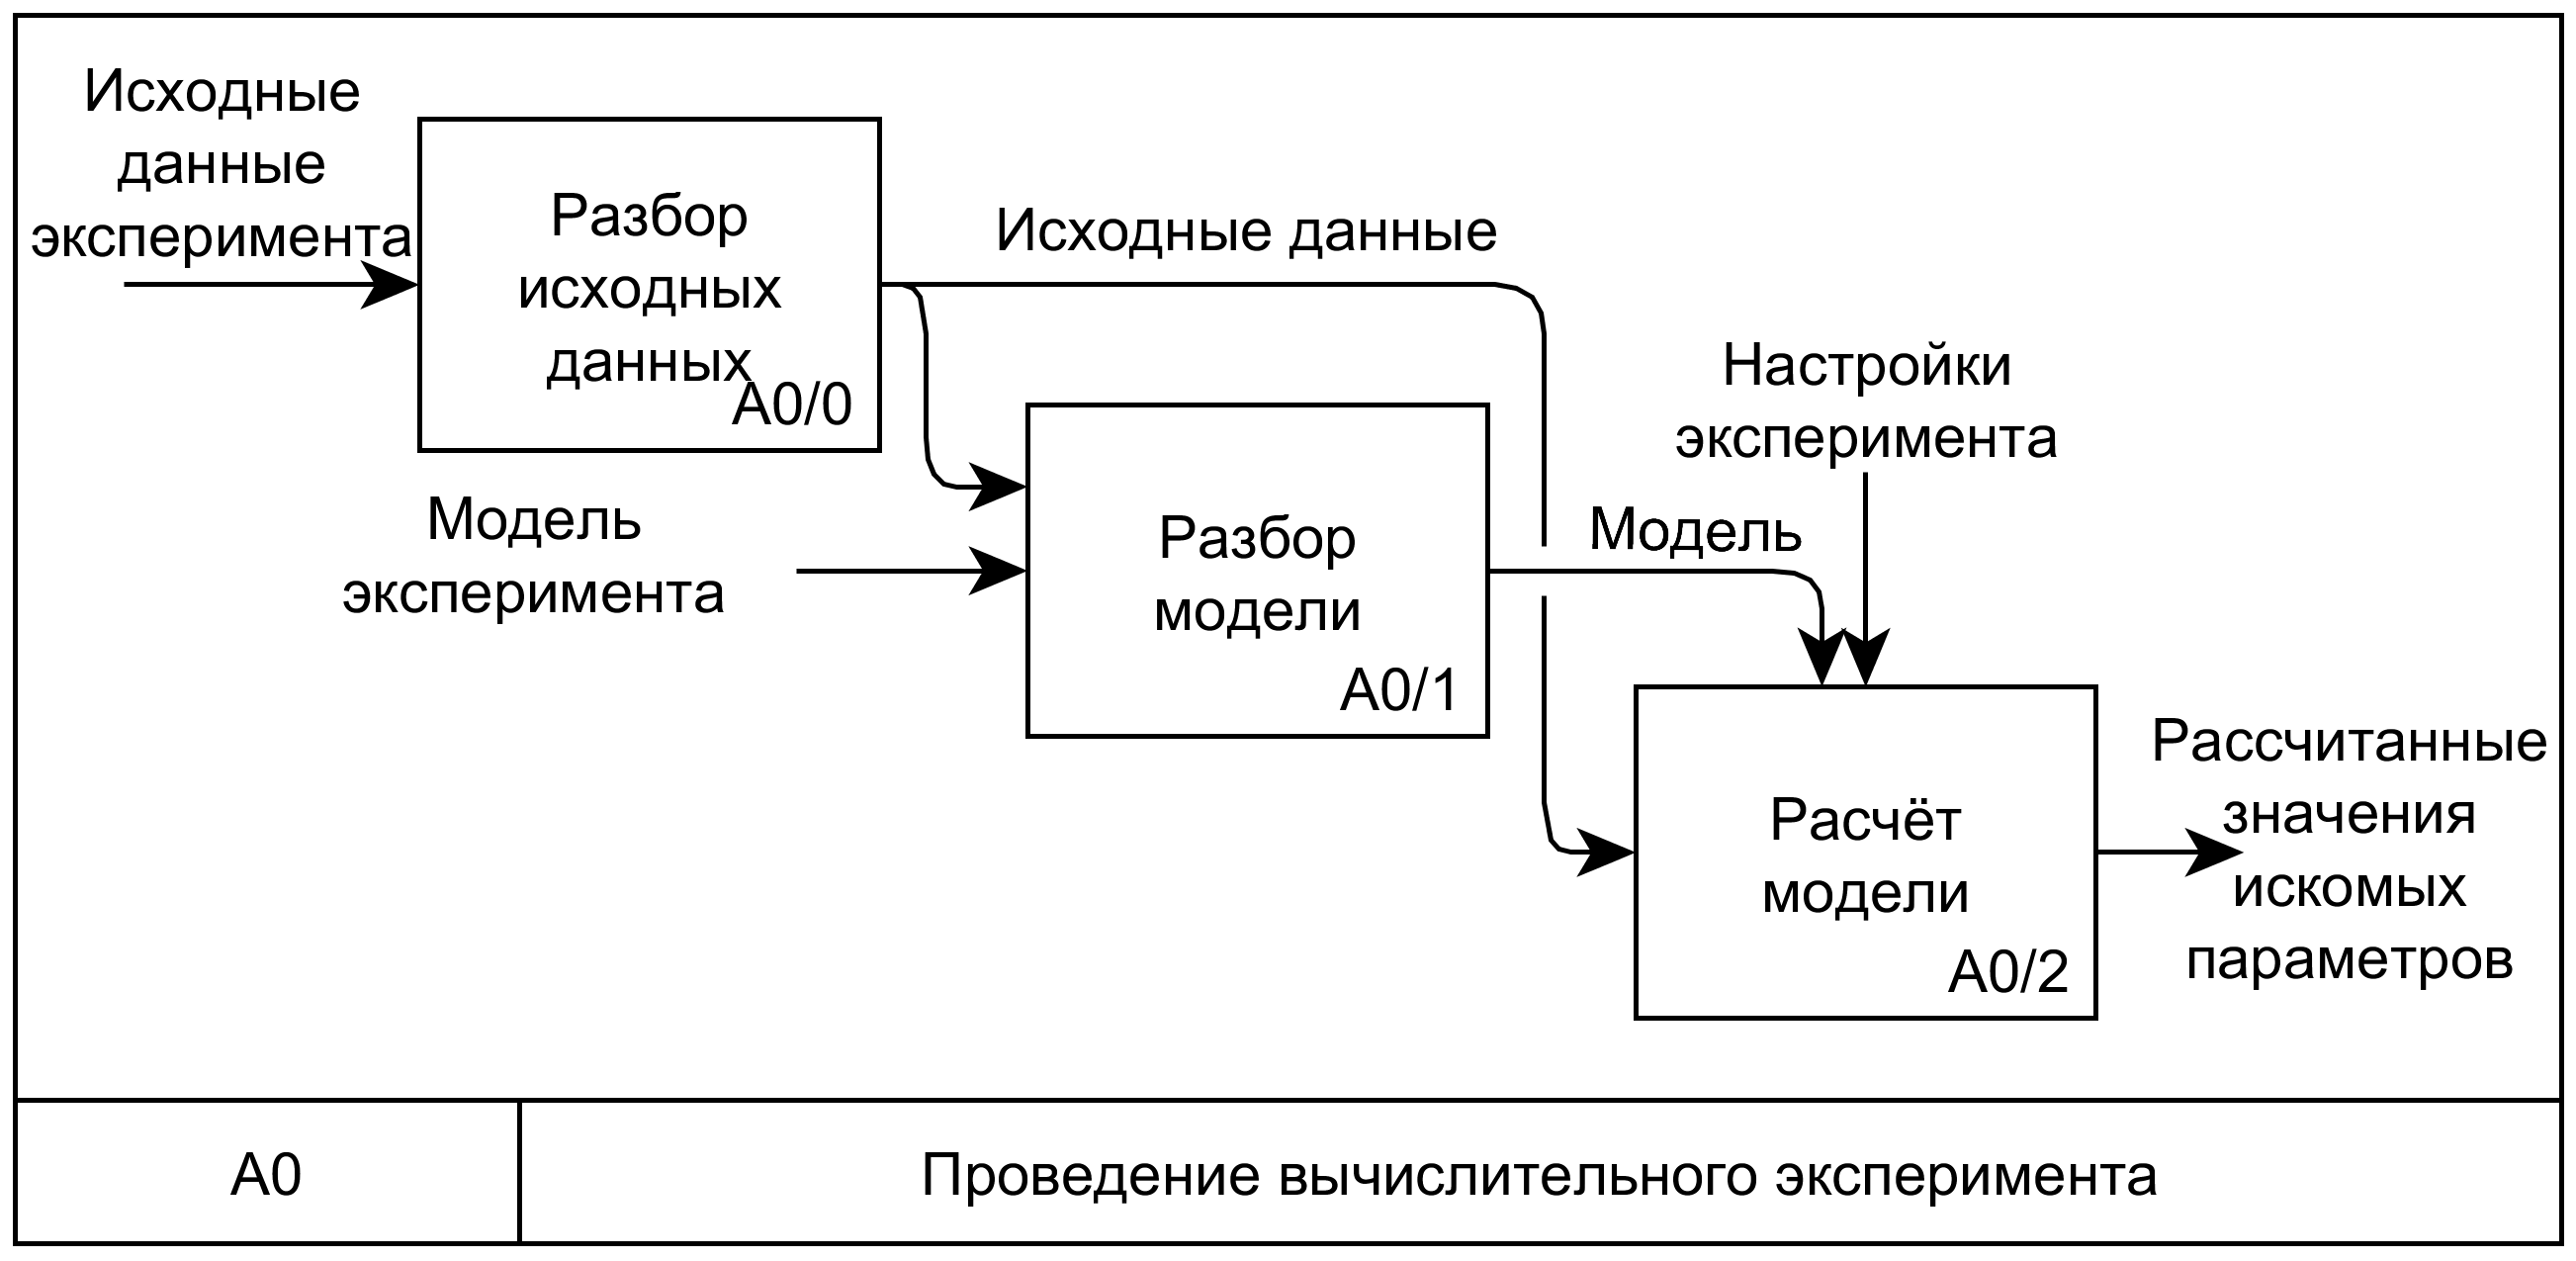 Исходные
данные
эксперимента
Разбор
исходных
данных
A0/0
Исходные данные
Настройки
эксперимента
Модель
эксперимента
Разбор
модели
A0/1
Модель
Расчёт
модели
A0/2
Рассчитанные
значения
искомых
параметров
A0
Проведение вычислительного эксперимента